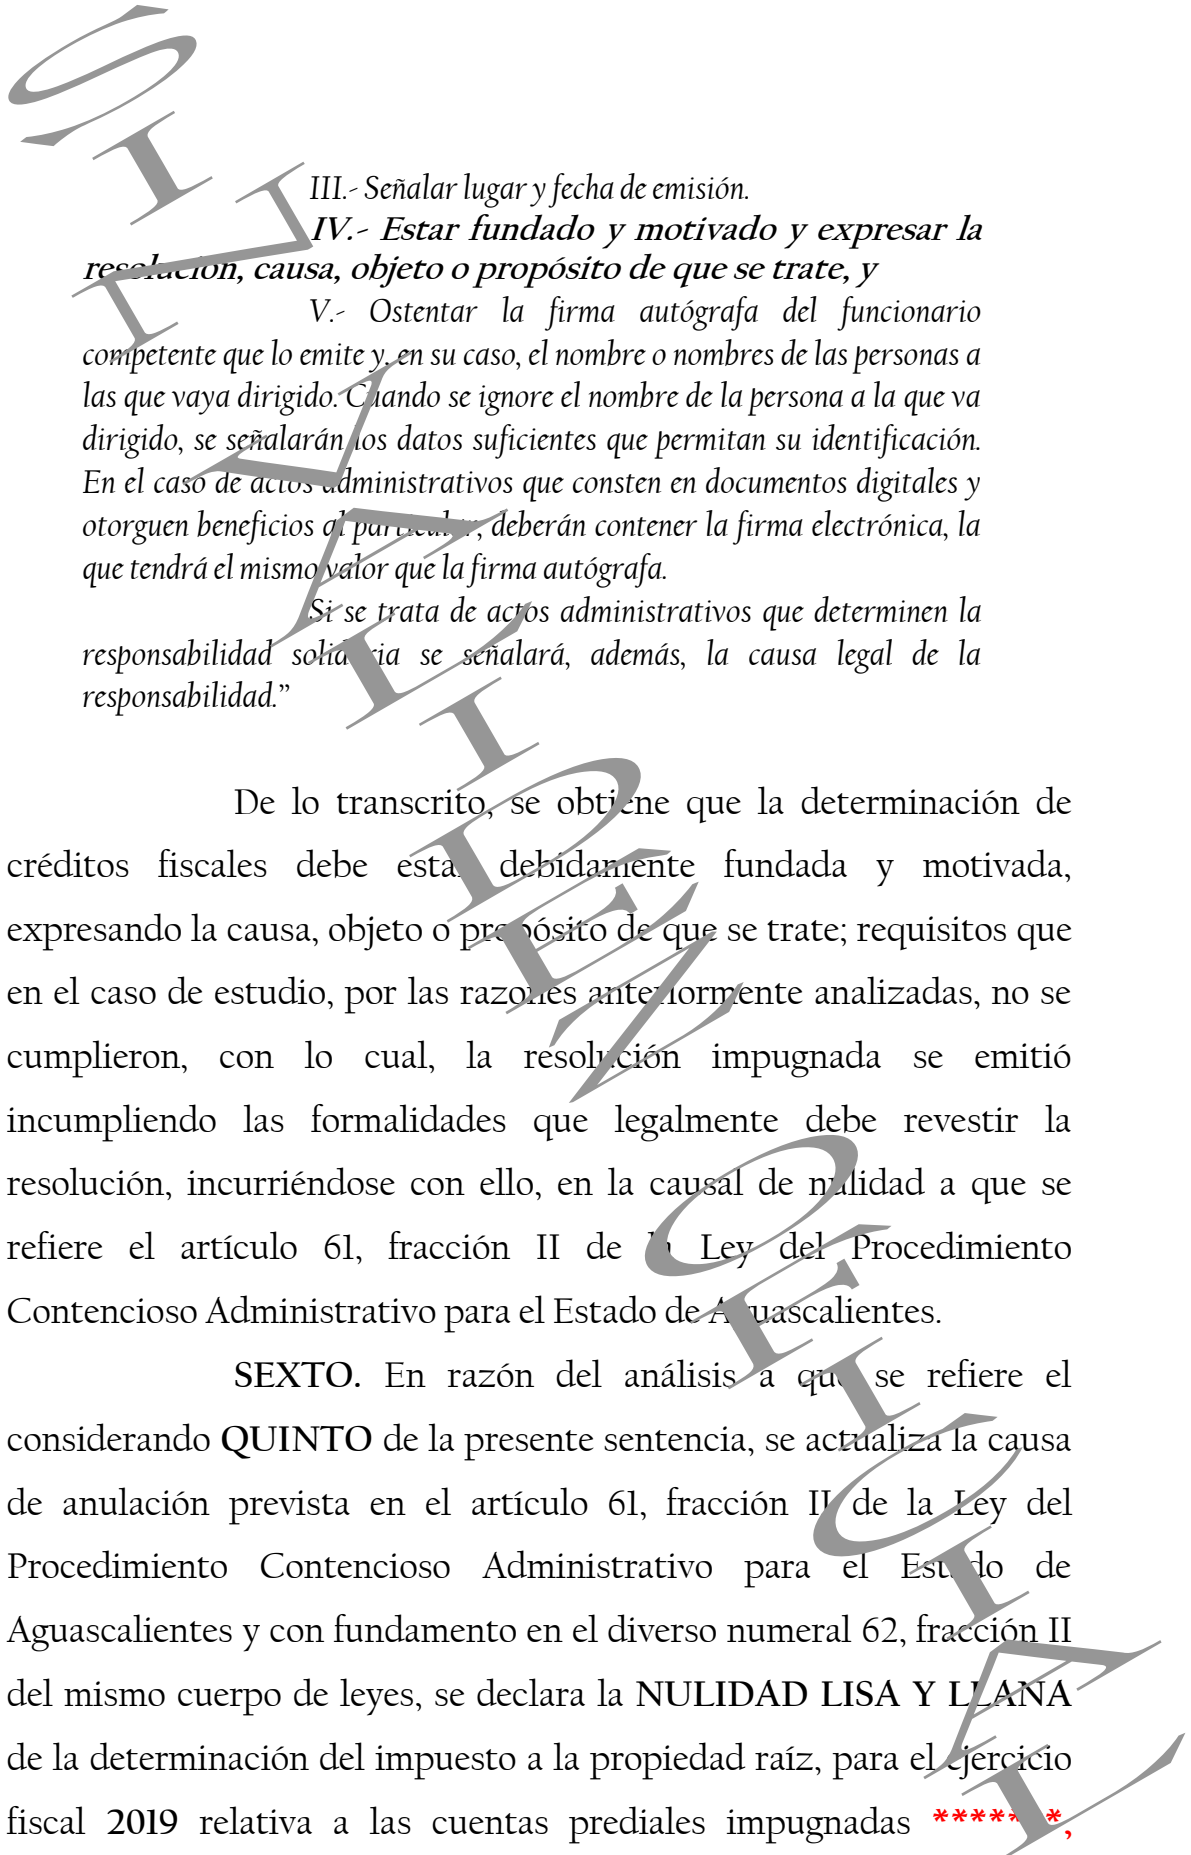 III.- Señalar lugar y fecha de emisión.
IV.- Estar fundado y motivado y expresar la
resolución, causa, objeto o propósito de que se trate, y
V.- Ostentar la firma autógrafa del funcionario
competente que lo emite y. en su caso, el nombre o nombres de las personas a
las que vaya dirigido. Cuando se ignore el nombre de la persona a la que va
dirigido, se señalarán los datos suficientes que permitan su identificación.
En el caso de actos administrativos que consten en documentos digitales y
otorguen beneficios al particular, deberán contener la firma electrónica, la
que tendrá el mismo valor que la firma autógrafa.
Si se trata de actos administrativos que determinen la
responsabilidad solidaria se señalará, además, la causa legal de la
responsabilidad.”
De lo transcrito, se obtiene que la determinación de
créditos fiscales debe estar debidamente fundada y motivada,
expresando la causa, objeto o propósito de que se trate; requisitos que
en el caso de estudio, por las razones anteriormente analizadas, no se
cumplieron, con lo cual, la resolución impugnada se emitió
incumpliendo las formalidades que legalmente debe revestir la
resolución, incurriéndose con ello, en la causal de nulidad a que se
refiere el artículo 61, fracción II de la Ley del Procedimiento
Contencioso Administrativo para el Estado de Aguascalientes.
SEXTO. En razón del análisis a que se refiere el
considerando QUINTO de la presente sentencia, se actualiza la causa
de anulación prevista en el artículo 61, fracción II de la Ley del
Procedimiento Contencioso Administrativo para el Estado de
Aguascalientes y con fundamento en el diverso numeral 62, fracción II
del mismo cuerpo de leyes, se declara la NULIDAD LISA Y LLANA
de la determinación del impuesto a la propiedad raíz, para el ejercicio
fiscal 2019 relativa a las cuentas prediales impugnadas *******,
SIN VALIDEZ OFICIAL